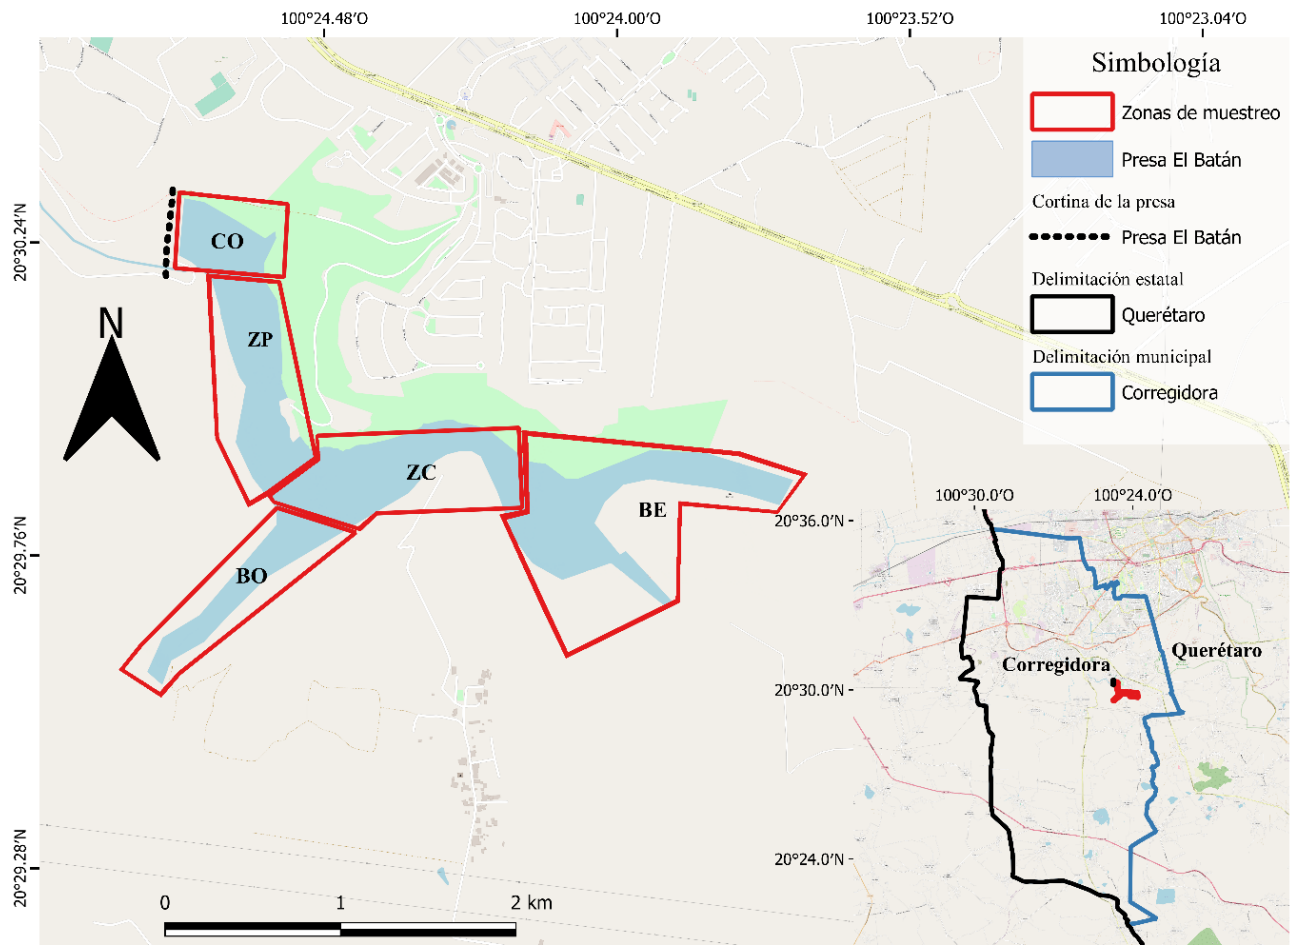 100°24.48′O
100°24.00′O
100°23.52′O
100°23.04′O
Simbología
Zonas de muestreo
Presa El Batán
Cortina de la presa
Presa El Batán
Delimitación estatal
Querétaro
Delimitación municipal
Corregidora
20°30.24′N
20°29.76′N
20°29.28′N
CO
ZP
N
ZC
BE
BO
100°30.0′O
100°24.0′O
20°36.0′N
20°30.0′N
20°24.0′N
Corregidora
Querétaro
0
1
2 km